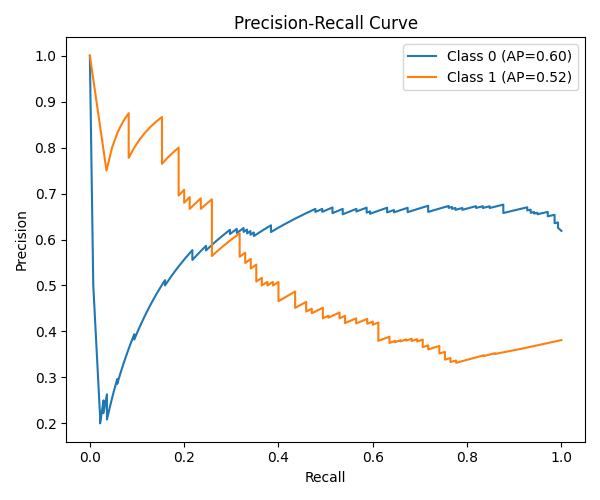 Precision-Recall Curve
Class 0 (AP=0.60)
Class 1 (AP=0.52)
Precision
1.0
0.9
0.8
0.7
0.6
0.5
0.4
0.3
0.2
0.0 0.2 0.4 0.6 0.8 1.0
Recall